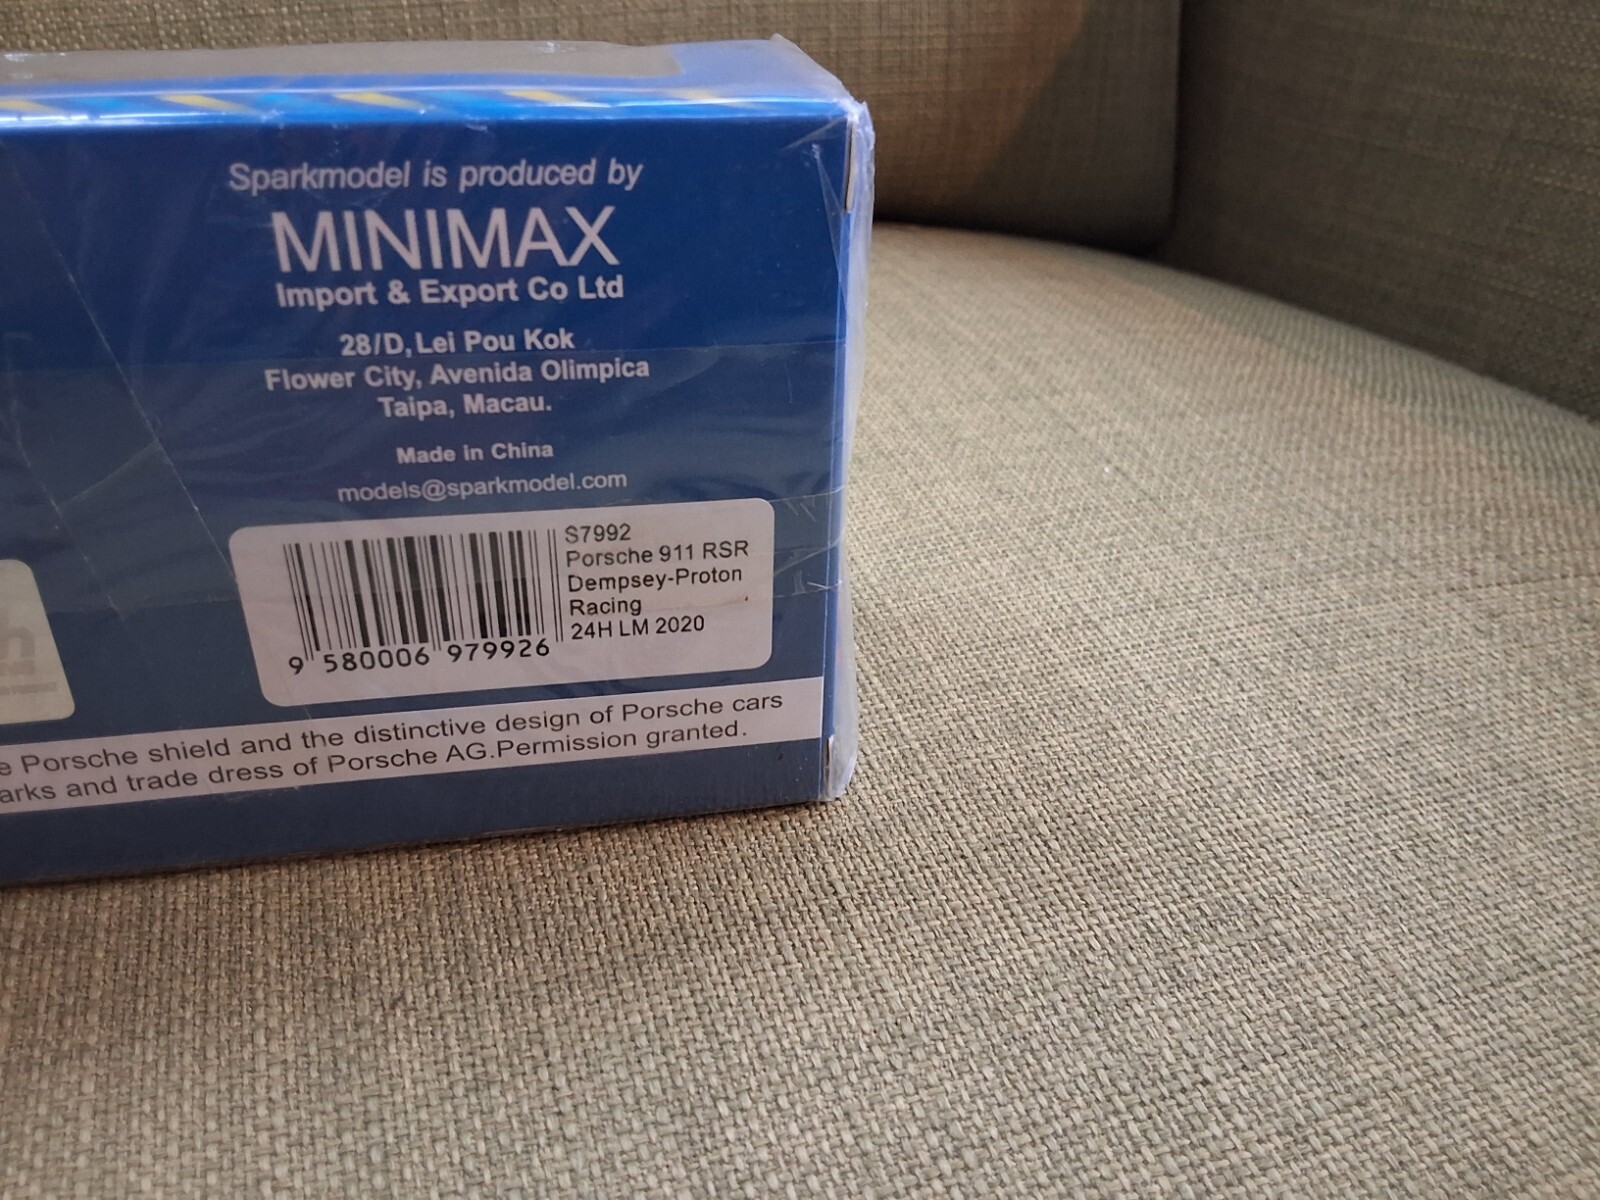 Sparkmodel is produced by
MINIMAX
Import & Export Co Ltd
28/D, Lei Pou Kok
Flower City, Avenida Olimpica
Taipa, Macau.
Made in China
models@sparkmodel.com
S7992
Porsche 911 RSR
Dempsey-Proton
Racing
24H LM 2020
9 580006 979926
e Porsche shield and the distinctive design of Porsche cars
arks and trade dress of Porsche AG.Permission granted.